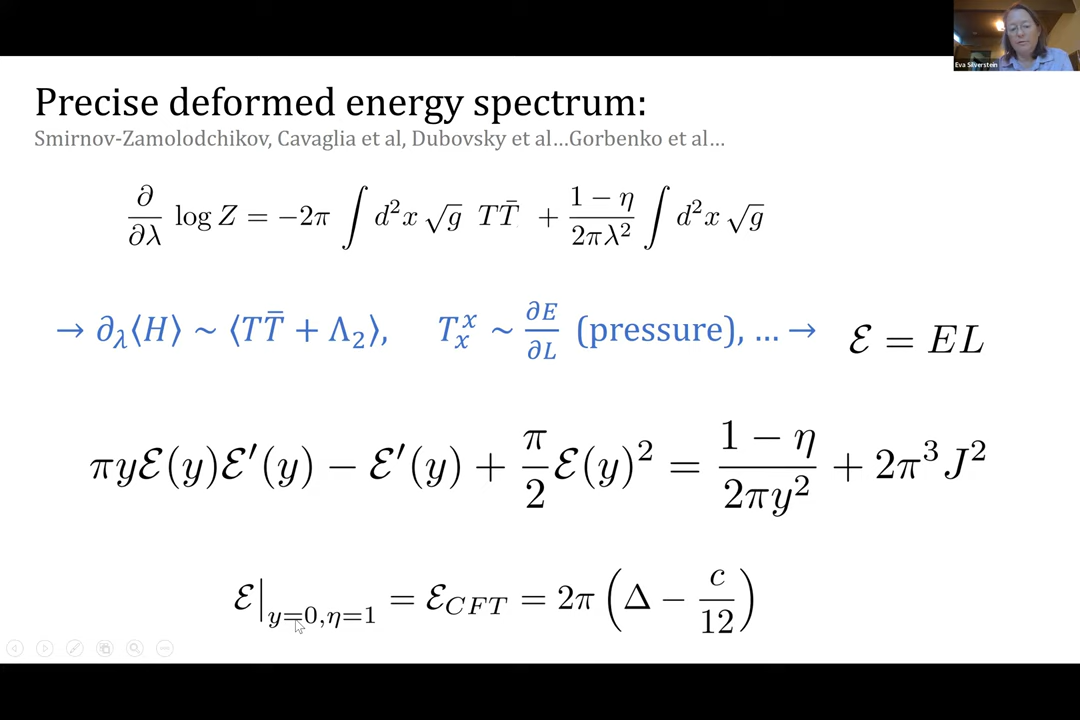 Eva Silverstein
Precise deformed energy spectrum:
Smirnov-Zamolodchikov, Cavaglia et al, Dubovsky et al…Gorbenko et al…
∂/∂λ log Z = −2π ∫ d²x √g TT̄ + (1 − η)/(2πλ²) ∫ d²x √g
→ ∂_λ⟨H⟩ ~ ⟨TT̄ + Λ₂⟩, T_x^x ~ ∂E/∂L (pressure), … → ℰ = EL
πyℰ(y)ℰ′(y) − ℰ′(y) + π/2 ℰ(y)² = (1 − η)/(2πy²) + 2π³J²
ℰ|_{y=0,η=1} = ℰ_{CFT} = 2π (Δ − c/12)